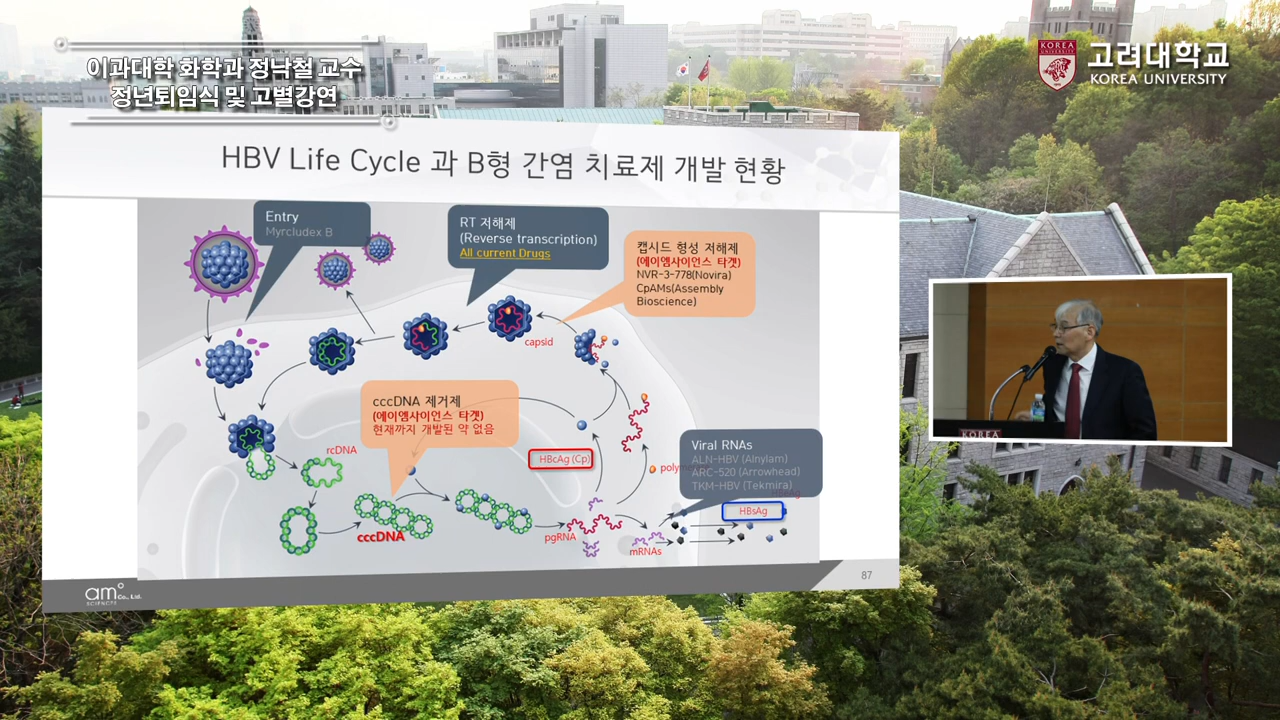 이과대학 화학과 정낙철 교수
정년퇴임식 및 고별강연
KOREA
UNIVERSITY
고려대학교
KOREA UNIVERSITY
HBV Life Cycle 과 B형 간염 치료제 개발 현황
Entry
Myrcludex B
RT 저해제
(Reverse transcription)
All current Drugs
캡시드 형성 저해제
(에이엠사이언스 타겟)
NVR-3-778(Novira)
CpAMs(Assembly
Bioscience)
capsid
cccDNA 제거제
(에이엠사이언스 타겟)
현재까지 개발된 약 없음
rcDNA
HBcAg (Cp)
Viral RNAs
ALN-HBV (Alnylam)
ARC-520 (Arrowhead)
TKM-HBV (Tekmira)
HBsAg
cccDNA
pgRNA
mRNAs
am
Co., Ltd.
SCIENCES
87
KOREA